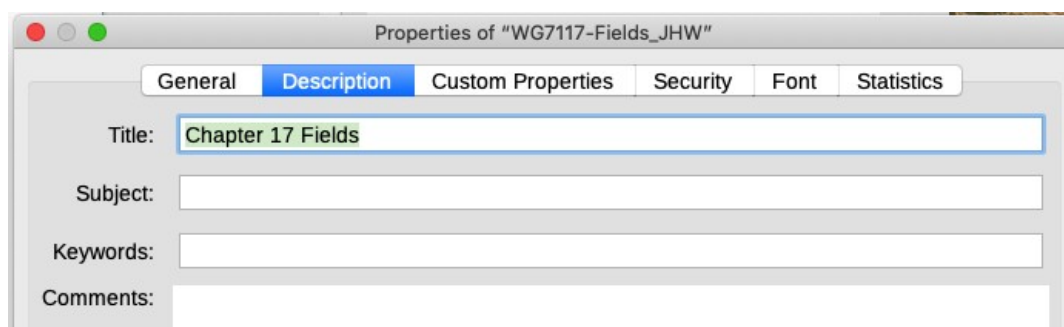 Properties of “WG7117-Fields_JHW”
General Description Custom Properties Security Font Statistics
Title: Chapter 17 Fields
Subject:
Keywords:
Comments: